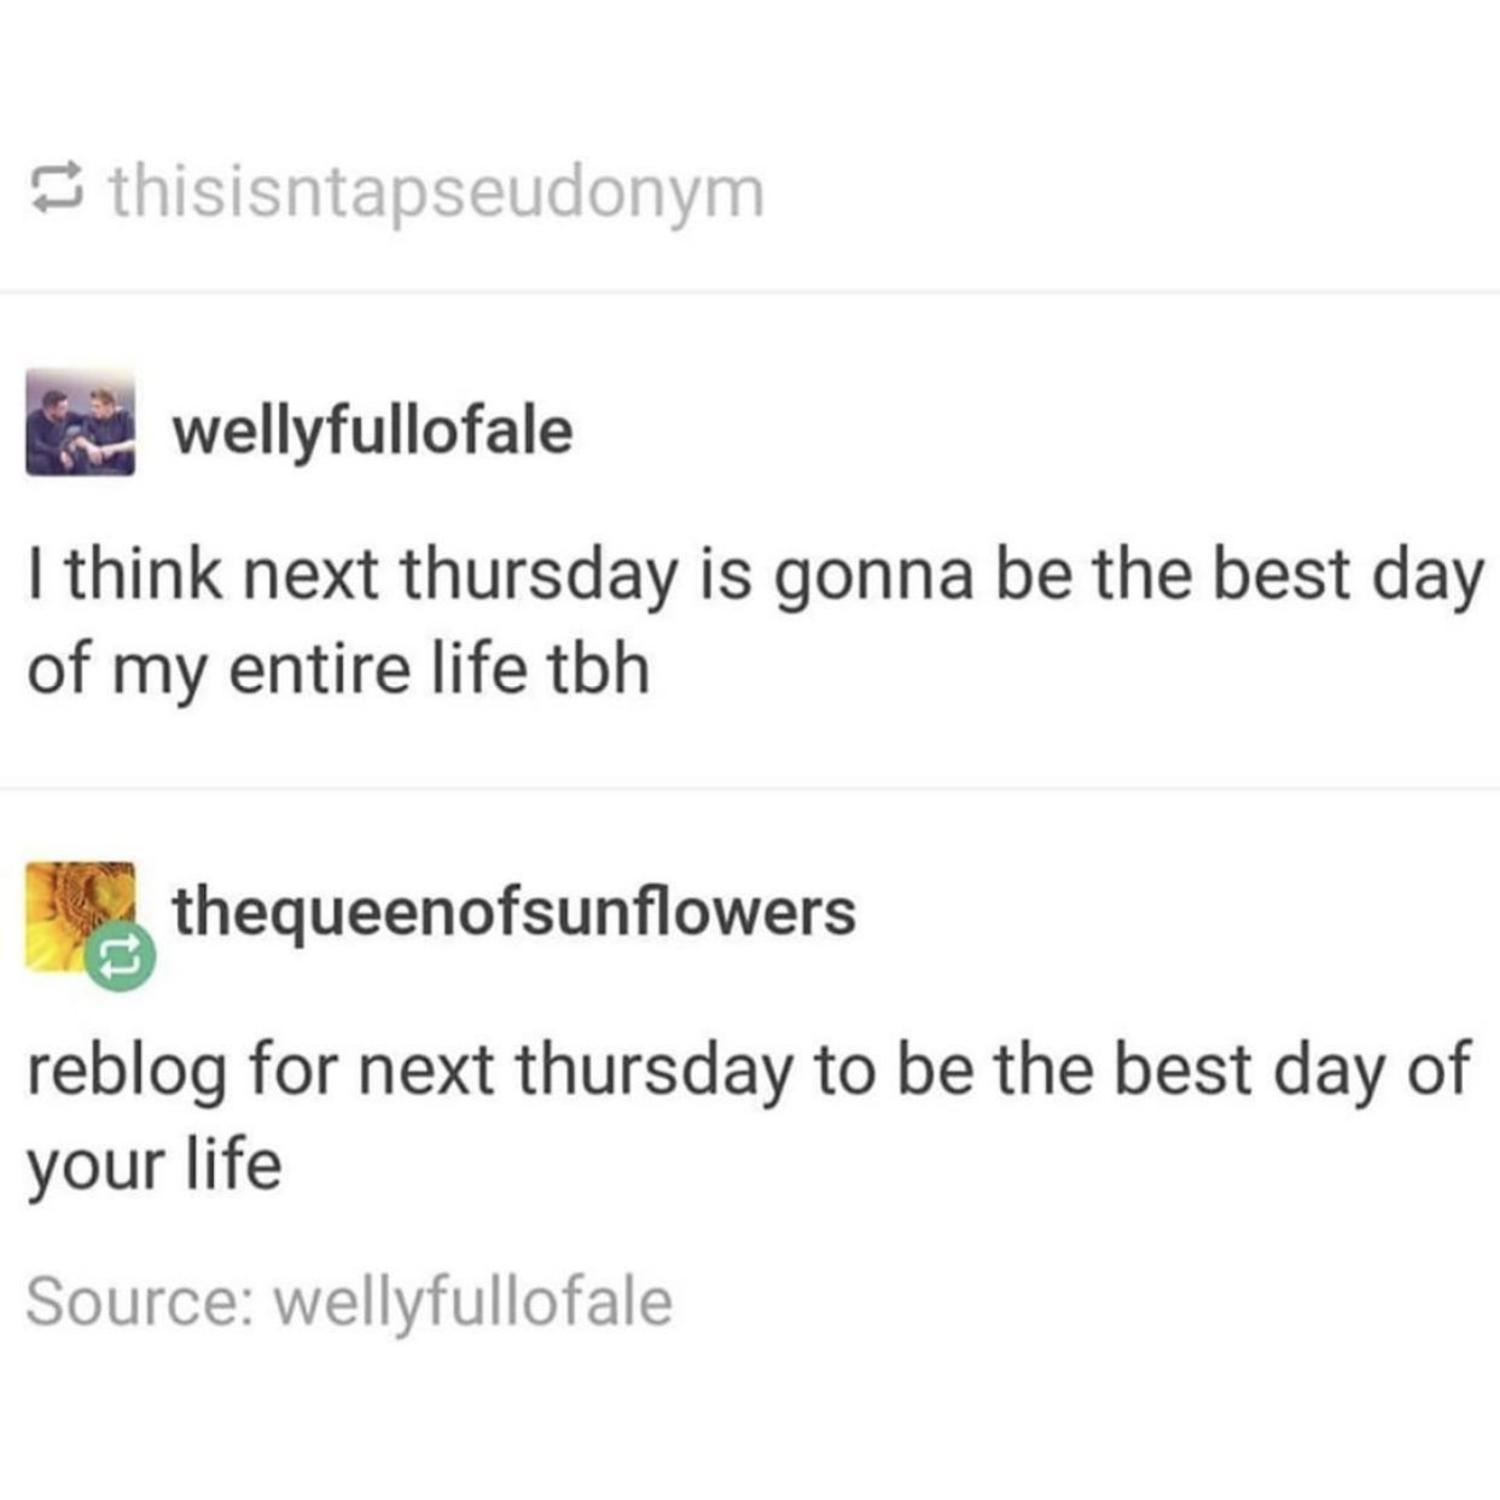 thisisntapseudonym
wellyfullofale
I think next thursday is gonna be the best day
of my entire life tbh
thequeenofsunflowers
reblog for next thursday to be the best day of
your life
Source: wellyfullofale